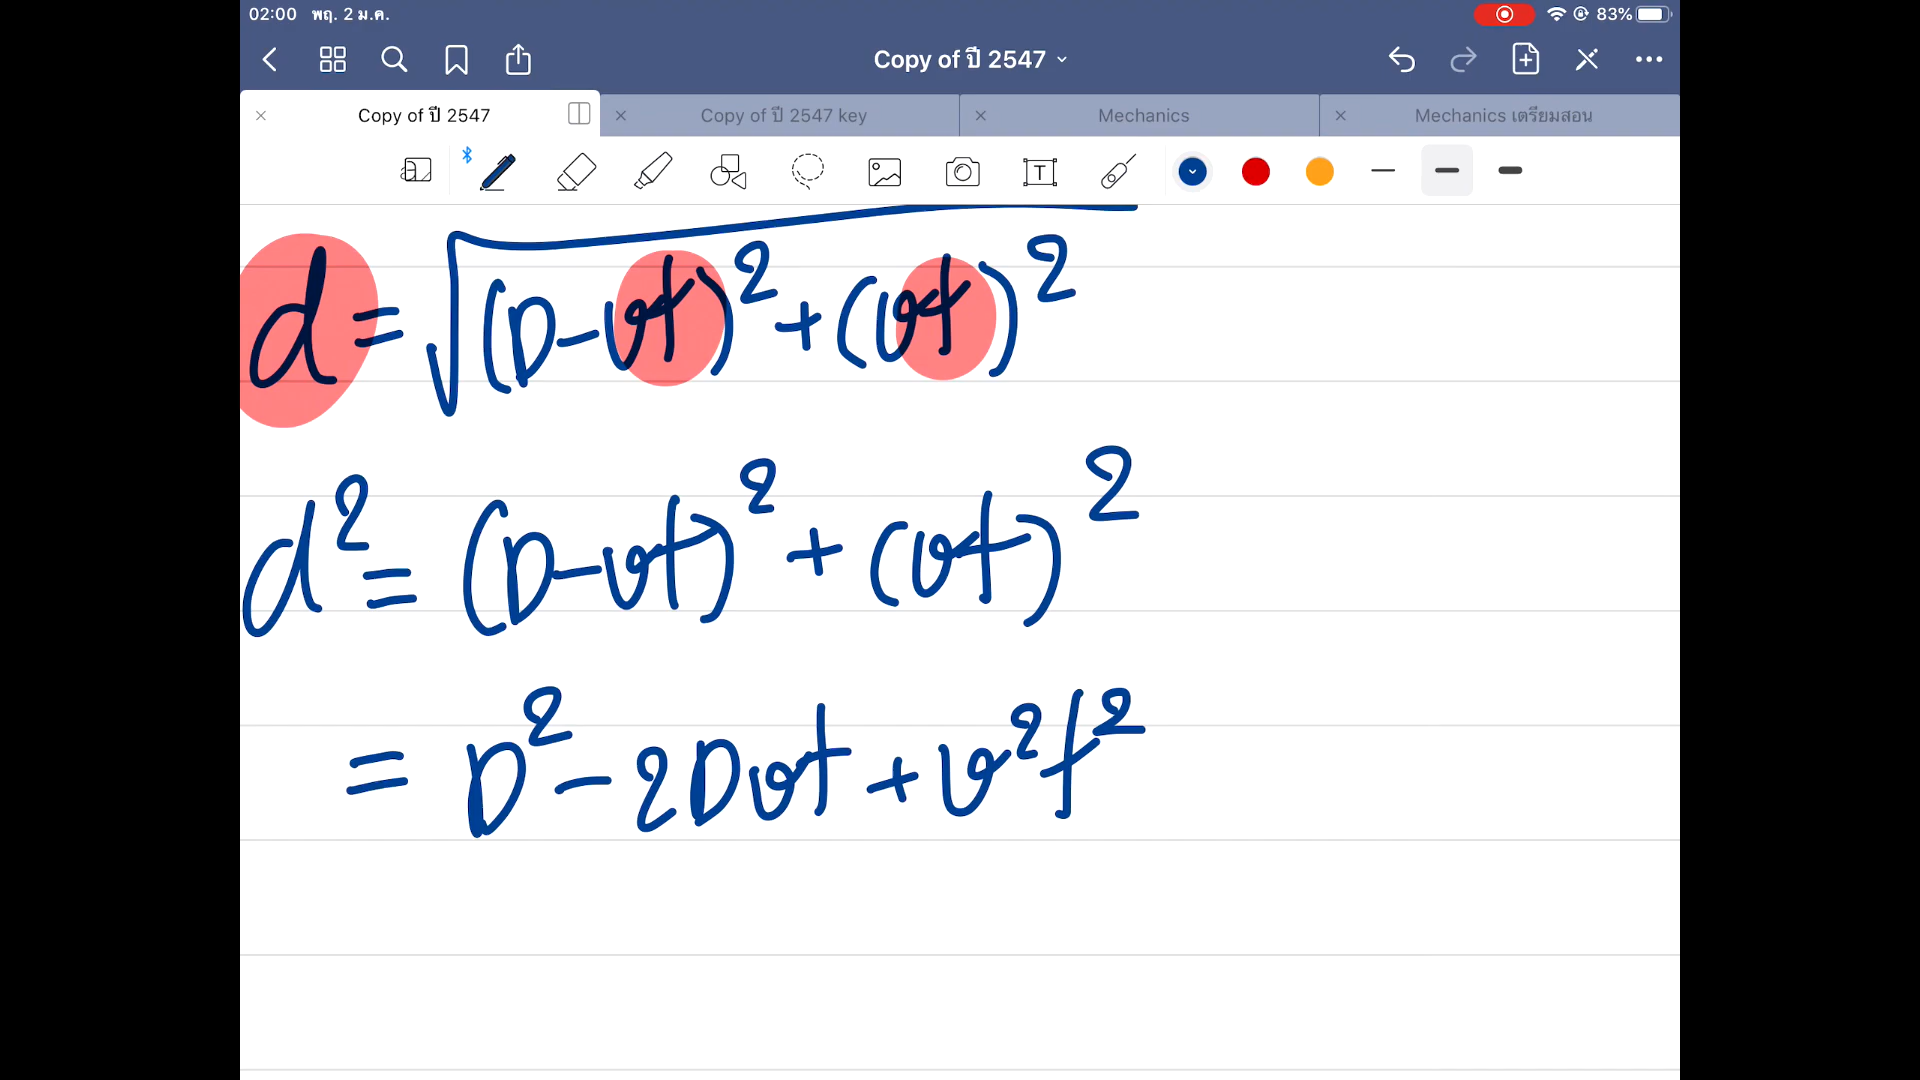 02:00 พฤ. 2 ม.ค. 83%
Copy of ปี 2547
Copy of ปี 2547 Copy of ปี 2547 key Mechanics Mechanics เตรียมสอน
d = √((D-vt)² + (vt)²)
d² = (D-vt)² + (vt)²
= D² - 2Dvt + v²t²